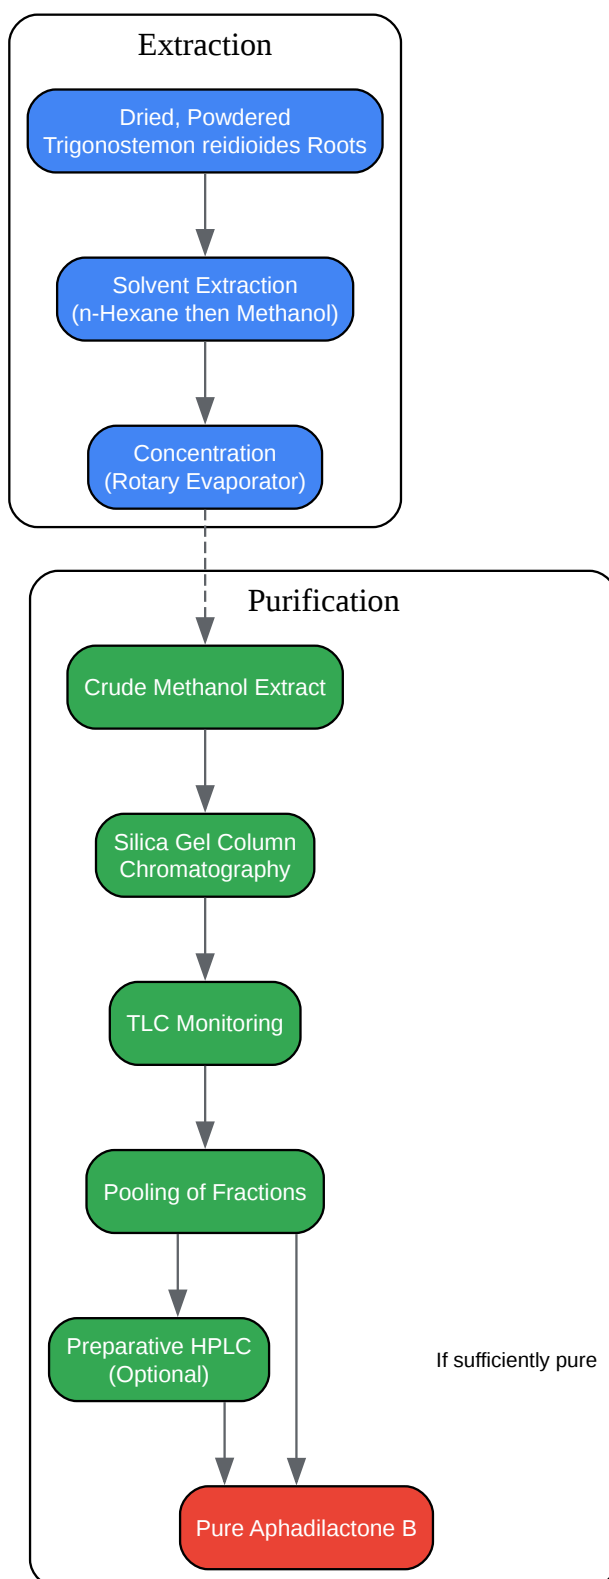 Extraction
Dried, Powdered
Trigonostemon reidioides Roots
Solvent Extraction
(n-Hexane then Methanol)
Concentration
(Rotary Evaporator)
Purification
Crude Methanol Extract
Silica Gel Column
Chromatography
TLC Monitoring
Pooling of Fractions
Preparative HPLC
(Optional)
If sufficiently pure
Pure Aphadilactone B